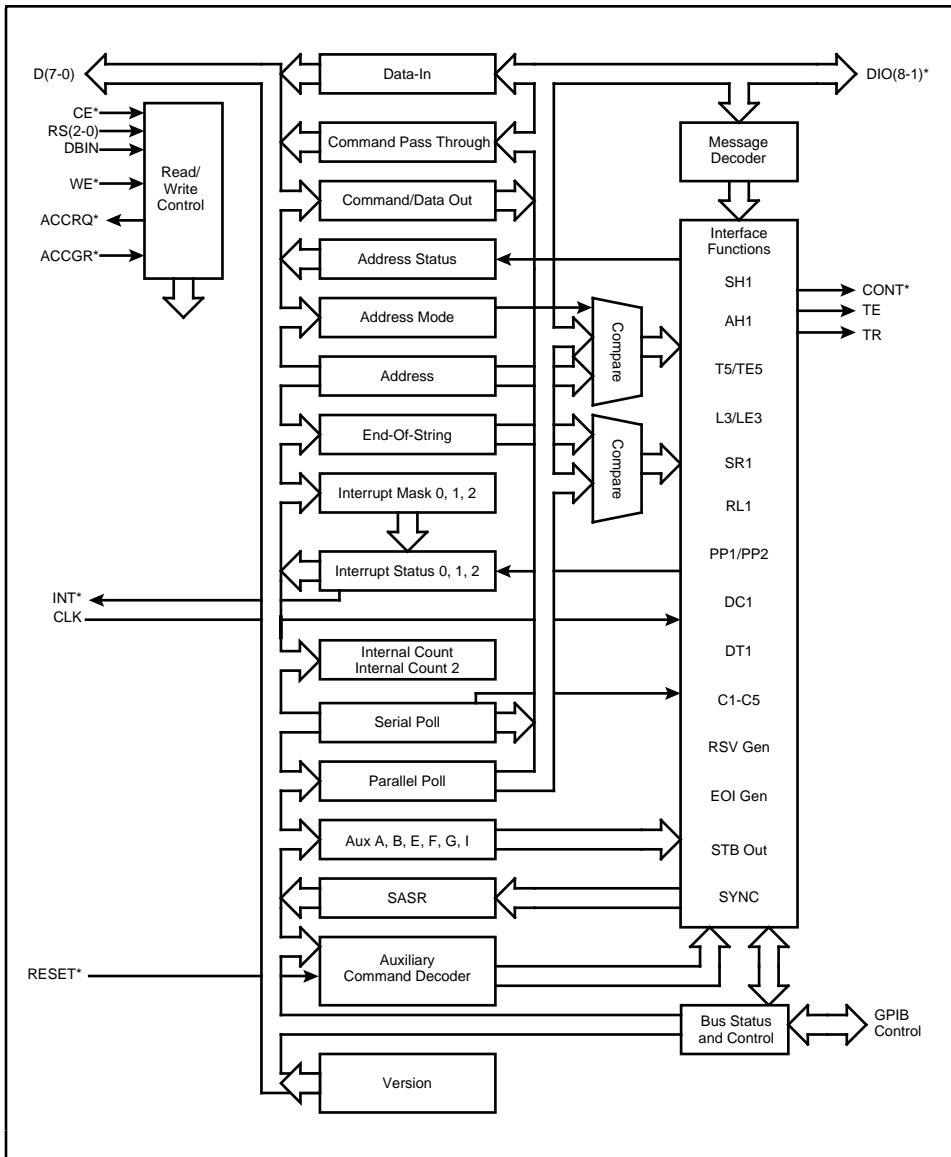 D(7-0)
Data-In
DIO(8-1)*
CE*
RS(2-0)
DBIN
WE*
ACCRQ*
ACCGR*
Read/
Write
Control
Command Pass Through
Message
Decoder
Command/Data Out
Address Status
Address Mode
Address
End-Of-String
Interrupt Mask 0, 1, 2
Interrupt Status 0, 1, 2
Compare
Compare
Interface
Functions
SH1
AH1
T5/TE5
L3/LE3
SR1
RL1
PP1/PP2
DC1
DT1
C1-C5
RSV Gen
EOI Gen
STB Out
SYNC
CONT*
TE
TR
INT*
CLK
Internal Count
Internal Count 2
Serial Poll
Parallel Poll
Aux A, B, E, F, G, I
SASR
RESET*
Auxiliary
Command Decoder
Bus Status
and Control
GPIB
Control
Version